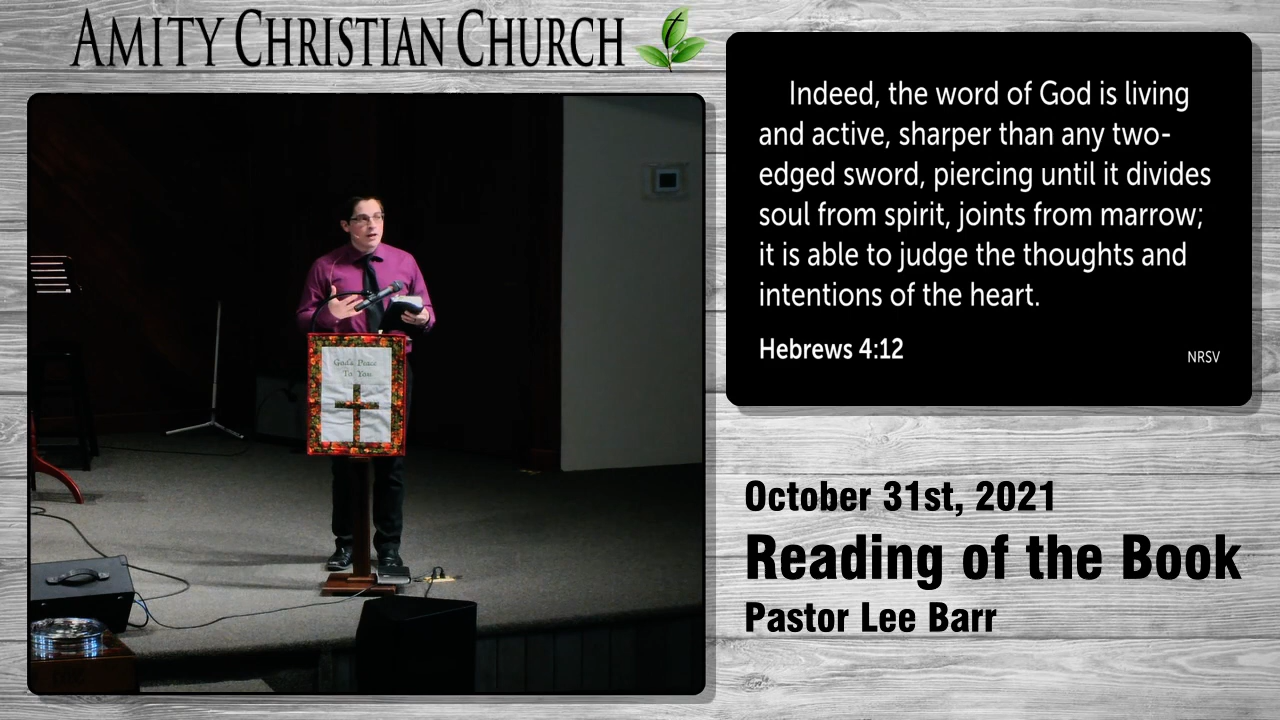 AMITY CHRISTIAN CHURCH
Indeed, the word of God is living
and active, sharper than any two-
edged sword, piercing until it divides
soul from spirit, joints from marrow;
it is able to judge the thoughts and
intentions of the heart.
Hebrews 4:12
NRSV
God's Peace
To You
October 31st, 2021
Reading of the Book
Pastor Lee Barr